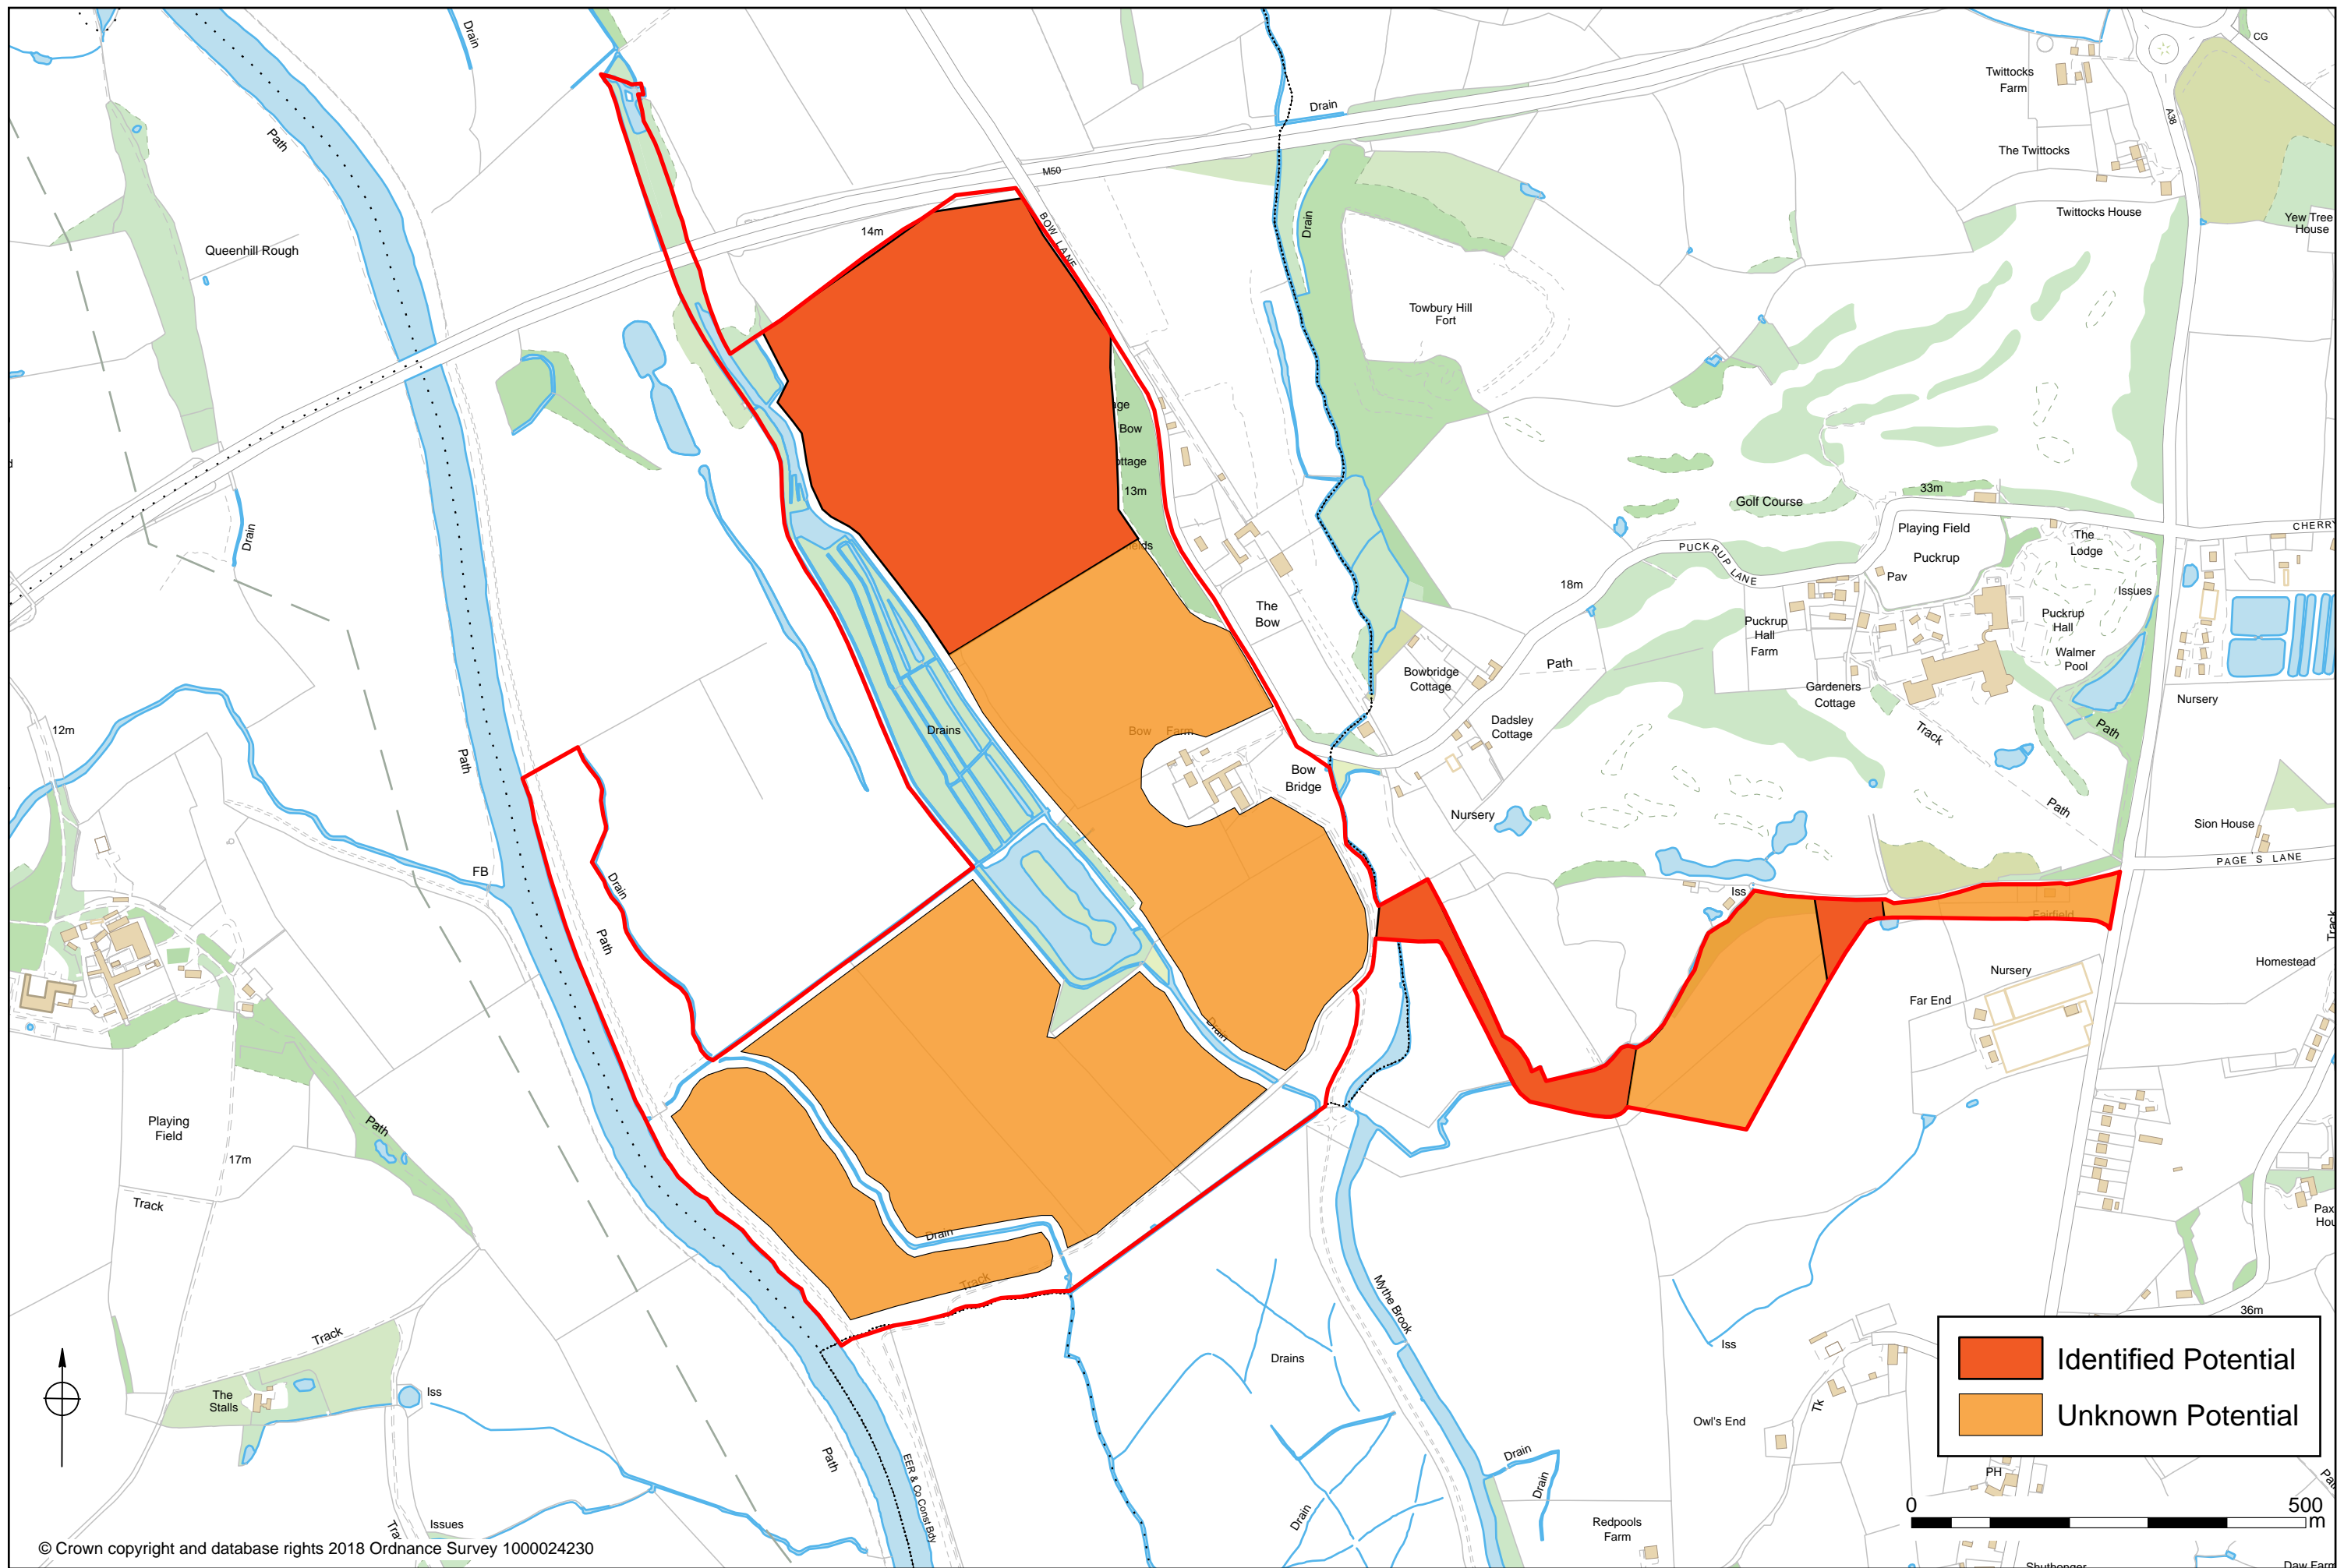 Drain
CG
Twittocks
Farm
A38
Drain
Path
The Twittocks
M50
Twittocks House
Yew Tree
House
BOW LANE
14m
Drain
Queenhill Rough
Towbury Hill
Fort
Bow
13m
33m
Golf Course
CHERRY
Playing Field
The
Lodge
Drain
PUCKRUP LANE
Puckrup
Pav
18m
Issues
The
Bow
Puckrup
Hall
Puckrup
Hall
Farm
Walmer
Pool
Path
Bowbridge
Cottage
Gardeners
Cottage
Nursery
12m
Drains
Bow Farm
Dadsley
Cottage
Track
Path
Path
Bow
Bridge
Path
Nursery
Sion House
PAGE S LANE
FB
Drain
Iss
Fairfield
Track
Path
Homestead
Nursery
Far End
Drain
Playing
Field
Path
17m
Track
Drain
Track
Mythe Brook
36m
Track
Iss
Drains
The
Stalls
Iss
Tk
Owl's End
Path
EER & Co Const Bdy
Drain
Drain
PH
Drain
Issues
Redpools
Farm
Shuthonger
Daw Farm
Identified Potential
Unknown Potential
0 500
m
© Crown copyright and database rights 2018 Ordnance Survey 1000024230